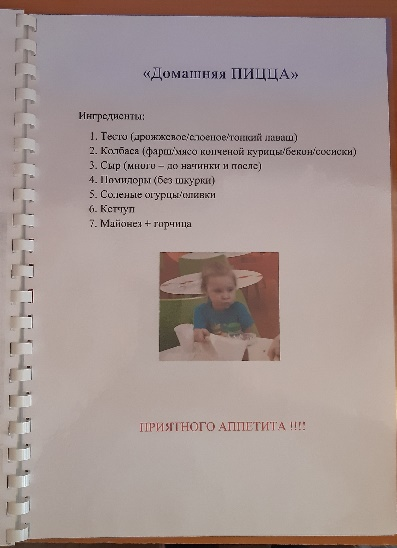 «Домашняя ПИЦЦА»
Ингредиенты:
1. Тесто (дрожжевое/слоеное/тонкий лаваш)
2. Колбаса (фарш/мясо копченой курицы/бекон/сосиски)
3. Сыр (много – до начинки и после)
4. Помидоры (без шкурки)
5. Соленые огурцы/оливки
6. Кетчуп
7. Майонез + горчица
ПРИЯТНОГО АППЕТИТА !!!!